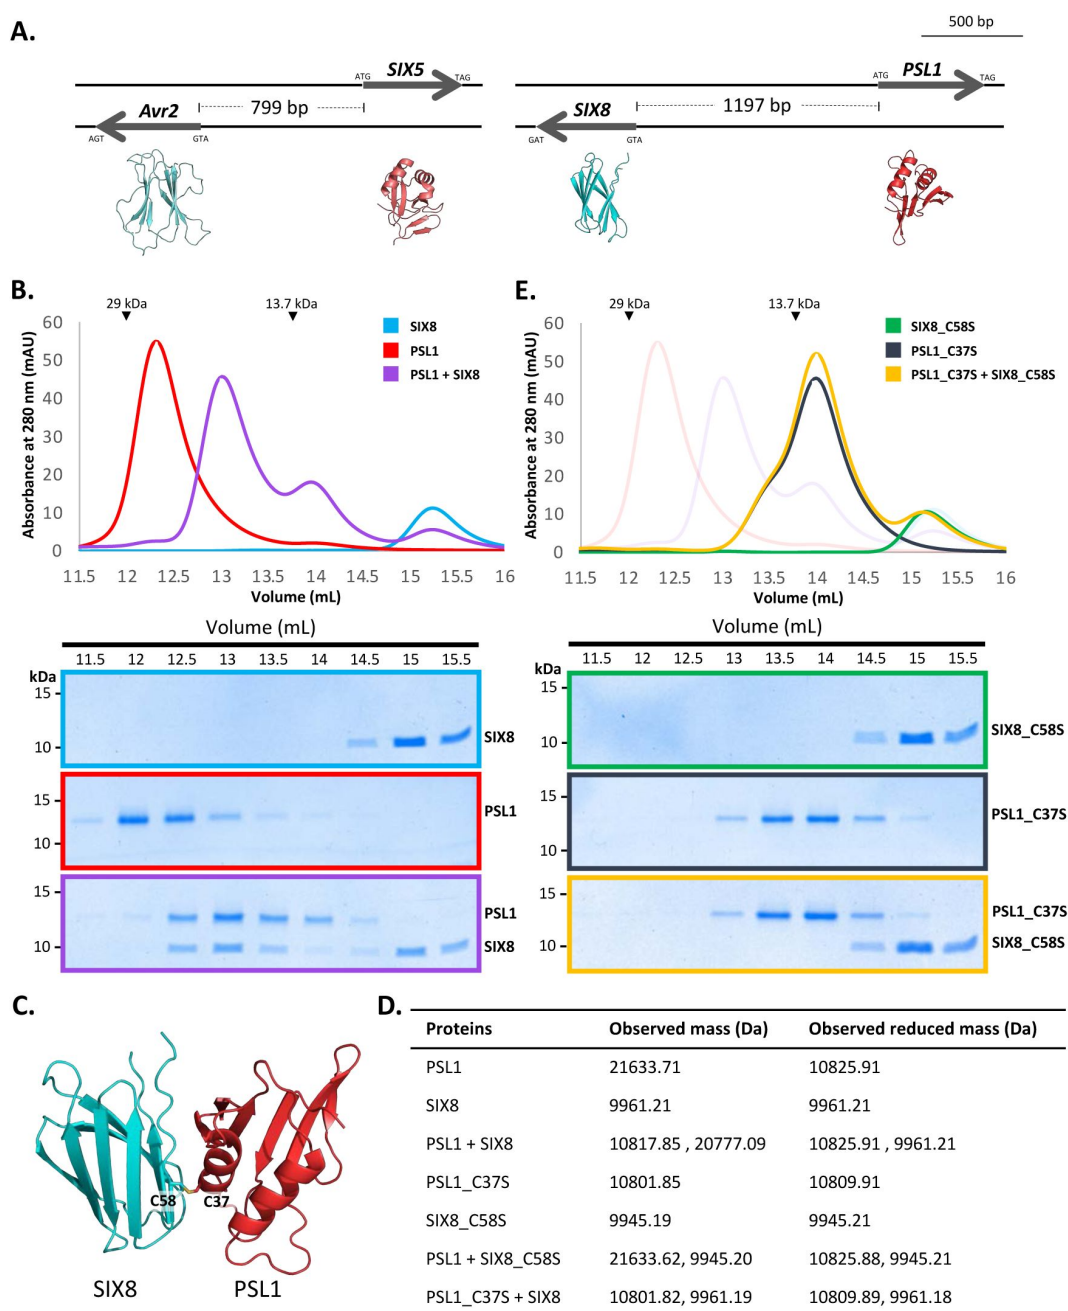 A.
500 bp
ATG SIX5 TAG
ATG PSL1 TAG
Avr2 799 bp
SIX8 1197 bp
AGT GTA
GAT GTA
B.
29 kDa 13.7 kDa
Absorbance at 280 nm (mAU)
60
50
40
30
20
10
0
SIX8
PSL1
PSL1 + SIX8
11.5 12 12.5 13 13.5 14 14.5 15 15.5 16
Volume (mL)
Volume (mL)
11.5 12 12.5 13 13.5 14 14.5 15 15.5
kDa
15
10
SIX8
15
10
PSL1
15
10
PSL1
SIX8
E.
29 kDa 13.7 kDa
Absorbance at 280 nm (mAU)
60
50
40
30
20
10
0
SIX8_C58S
PSL1_C37S
PSL1_C37S + SIX8_C58S
11.5 12 12.5 13 13.5 14 14.5 15 15.5 16
Volume (mL)
Volume (mL)
11.5 12 12.5 13 13.5 14 14.5 15 15.5
kDa
15
10
SIX8_C58S
15
10
PSL1_C37S
15
10
PSL1_C37S
SIX8_C58S
C.
C58 C37
SIX8 PSL1
D.
Proteins Observed mass (Da) Observed reduced mass (Da)
PSL1 21633.71 10825.91
SIX8 9961.21 9961.21
PSL1 + SIX8 10817.85 , 20777.09 10825.91 , 9961.21
PSL1_C37S 10801.85 10809.91
SIX8_C58S 9945.19 9945.21
PSL1 + SIX8_C58S 21633.62, 9945.20 10825.88, 9945.21
PSL1_C37S + SIX8 10801.82, 9961.19 10809.89, 9961.18